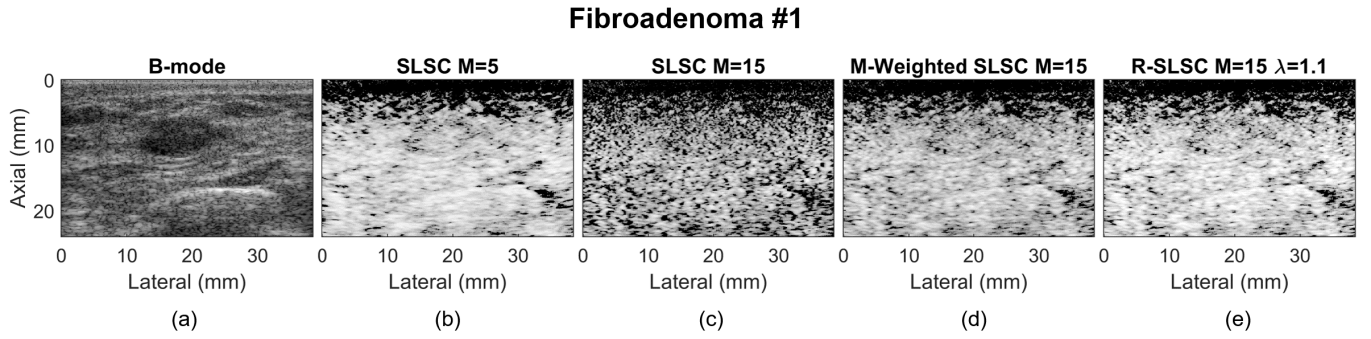 Fibroadenoma #1
B-mode
SLSC M=5
SLSC M=15
M-Weighted SLSC M=15
R-SLSC M=15 λ=1.1
Axial (mm)
0
10
20
0 10 20 30
0 10 20 30
0 10 20 30
0 10 20 30
0 10 20 30
Lateral (mm)
Lateral (mm)
Lateral (mm)
Lateral (mm)
Lateral (mm)
(a)
(b)
(c)
(d)
(e)